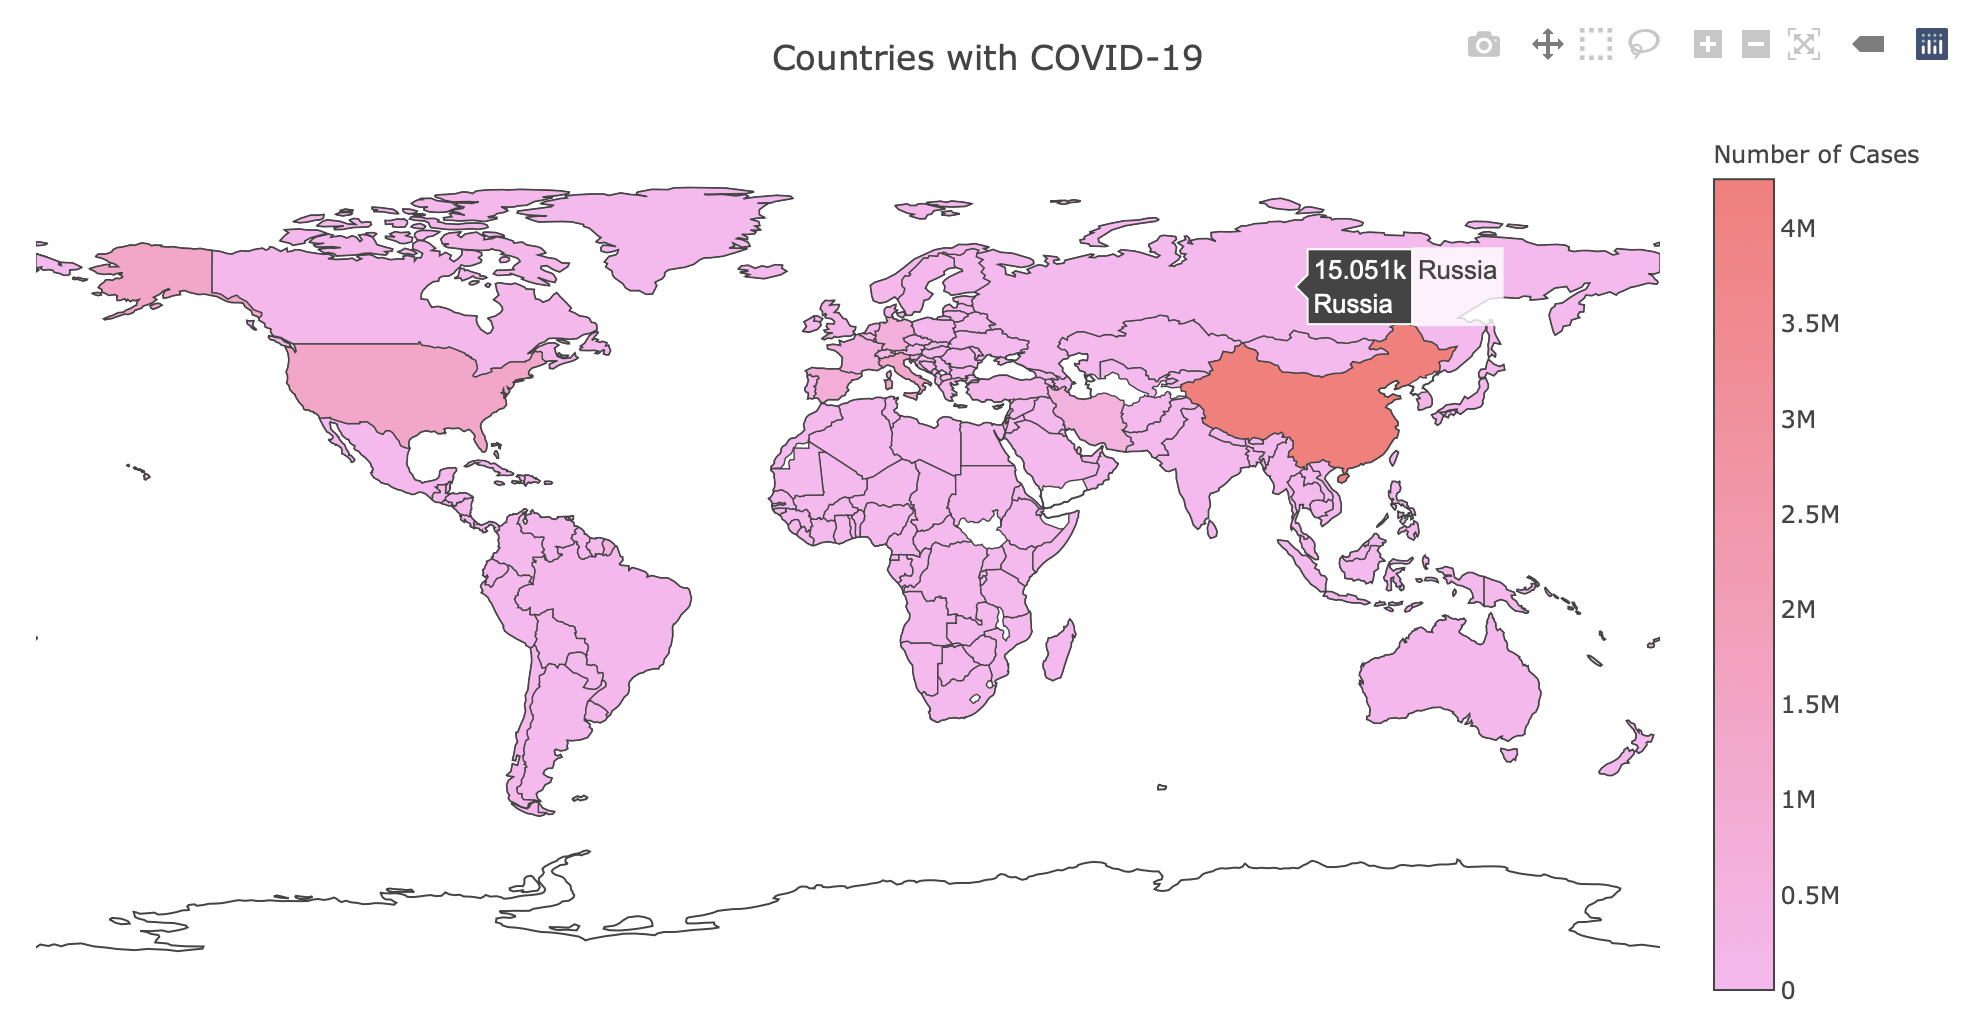 Countries with COVID-19
Number of Cases
4M
3.5M
3M
2.5M
2M
1.5M
1M
0.5M
0
15.051k Russia
Russia